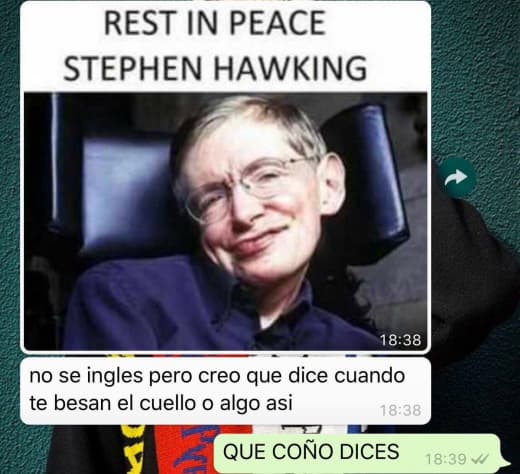 REST IN PEACE
STEPHEN HAWKING
18:38
no se ingles pero creo que dice cuando
te besan el cuello o algo asi
18:38
QUE COÑO DICES
18:39